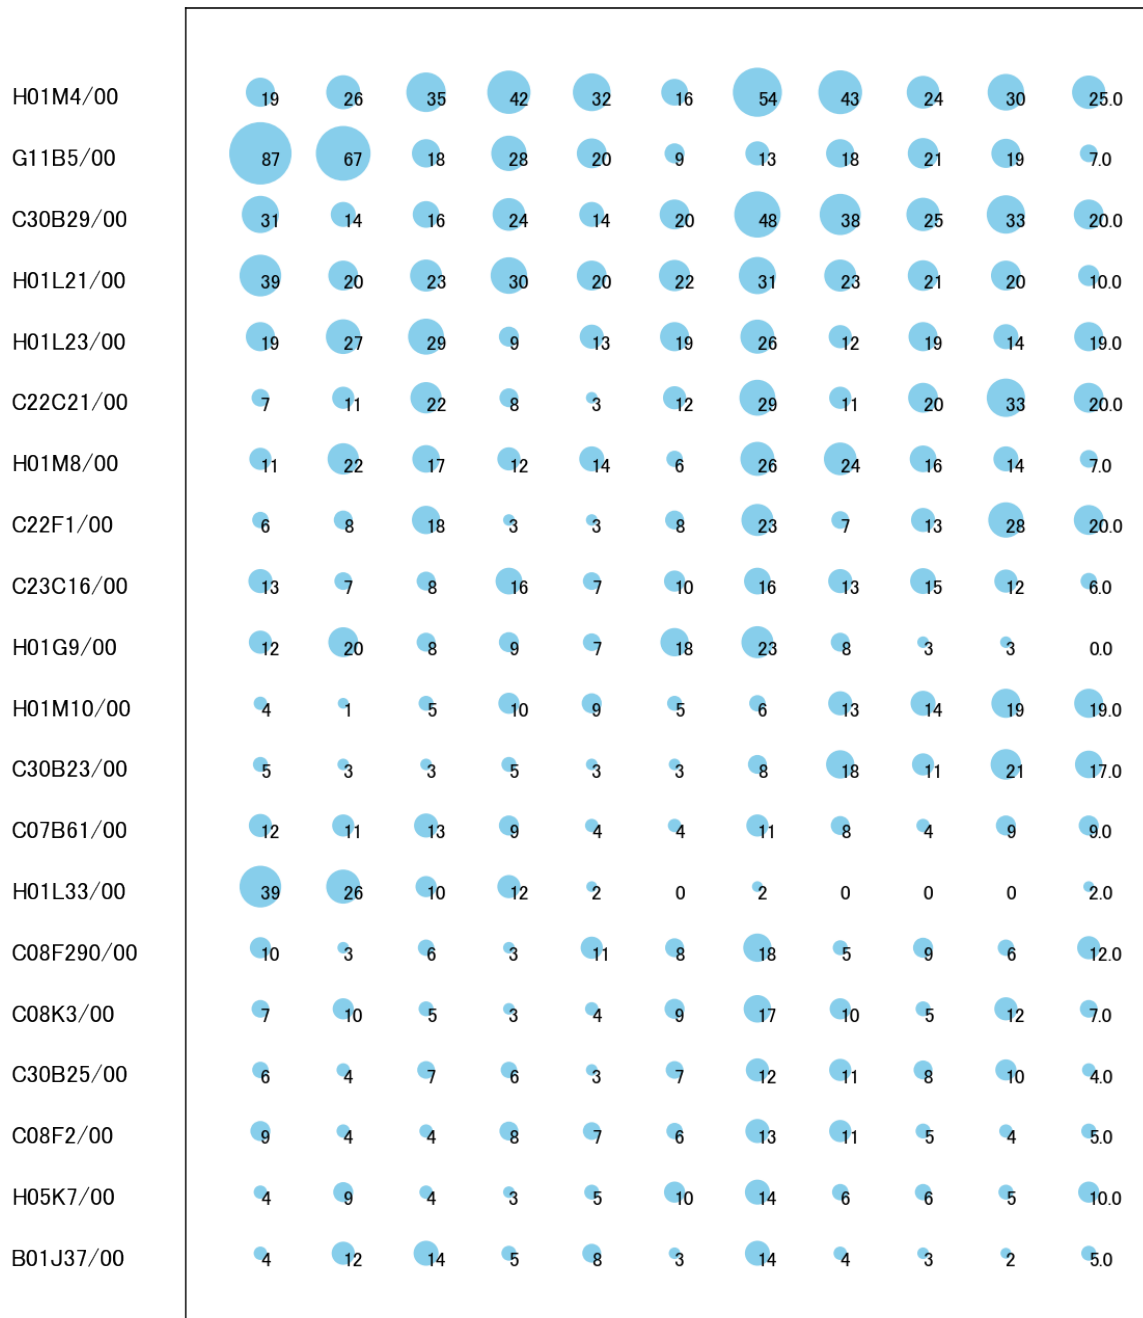 H01M4/00 19 26 35 42 32 16 54 43 24 30 25.0
G11B5/00 87 67 18 28 20 9 13 18 21 19 7.0
C30B29/00 31 14 16 24 14 20 48 38 25 33 20.0
H01L21/00 39 20 23 30 20 22 31 23 21 20 10.0
H01L23/00 19 27 29 9 13 19 26 12 19 14 19.0
C22C21/00 7 11 22 8 3 12 29 11 20 33 20.0
H01M8/00 11 22 17 12 14 6 26 24 16 14 7.0
C22F1/00 6 8 18 3 3 8 23 7 13 28 20.0
C23C16/00 13 7 8 16 7 10 16 13 15 12 6.0
H01G9/00 12 20 8 9 7 18 23 8 3 3 0.0
H01M10/00 4 1 5 10 9 5 6 13 14 19 19.0
C30B23/00 5 3 3 5 3 3 8 18 11 21 17.0
C07B61/00 12 11 13 9 4 4 11 8 4 9 9.0
H01L33/00 39 26 10 12 2 0 2 0 0 0 2.0
C08F290/00 10 3 6 3 11 8 18 5 9 6 12.0
C08K3/00 7 10 5 3 4 9 17 10 5 12 7.0
C30B25/00 6 4 7 6 3 7 12 11 8 10 4.0
C08F2/00 9 4 4 8 7 6 13 11 5 4 5.0
H05K7/00 4 9 4 3 5 10 14 6 6 5 10.0
B01J37/00 4 12 14 5 8 3 14 4 3 2 5.0